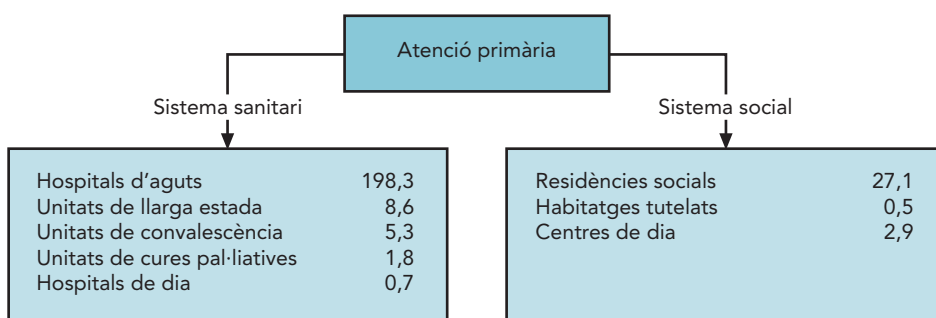 Atenció primària
Sistema sanitari
Sistema social
Hospitals d'aguts 198,3
Unitats de llarga estada 8,6
Unitats de convalescència 5,3
Unitats de cures pal·liatives 1,8
Hospitals de dia 0,7
Residències socials 27,1
Habitatges tutelats 0,5
Centres de dia 2,9